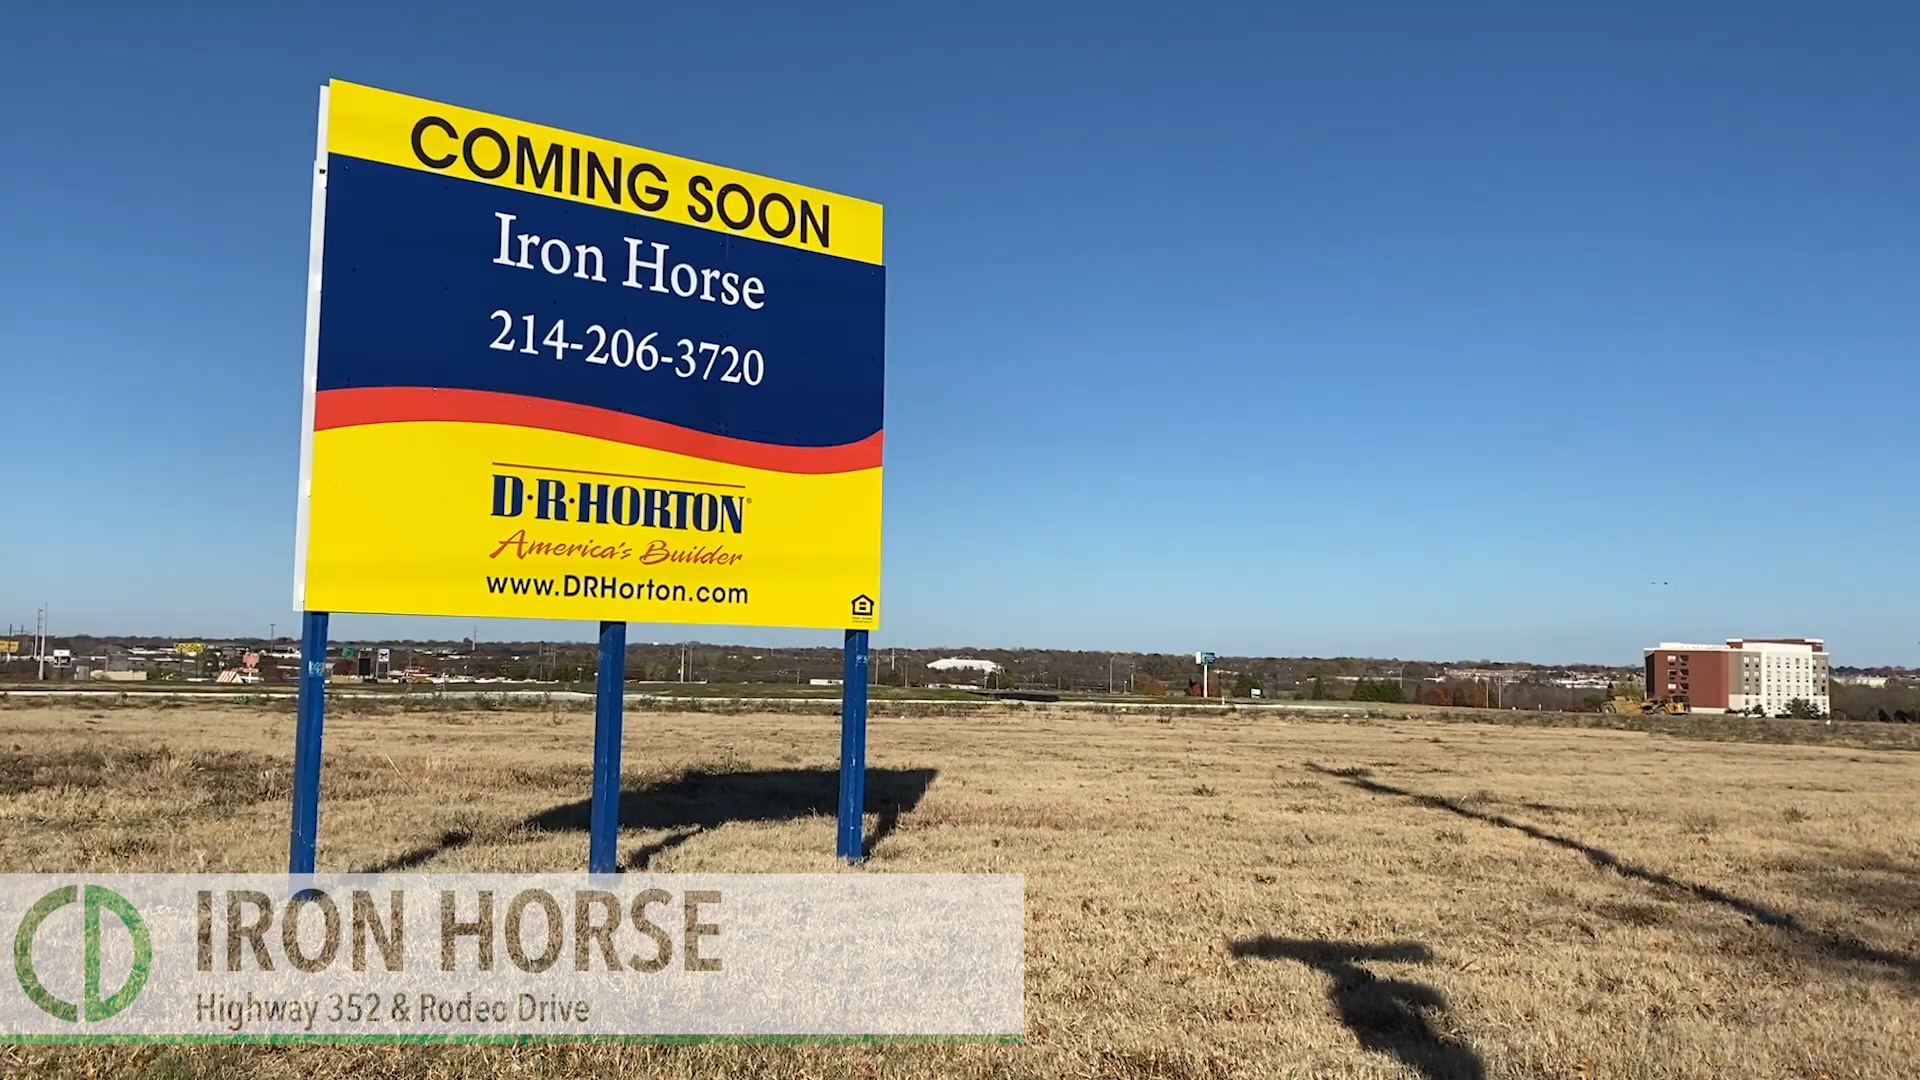 COMING SOON
Iron Horse
214-206-3720
D·R·HORTON®
America's Builder
www.DRHorton.com
CD
IRON HORSE
Highway 352 & Rodeo Drive